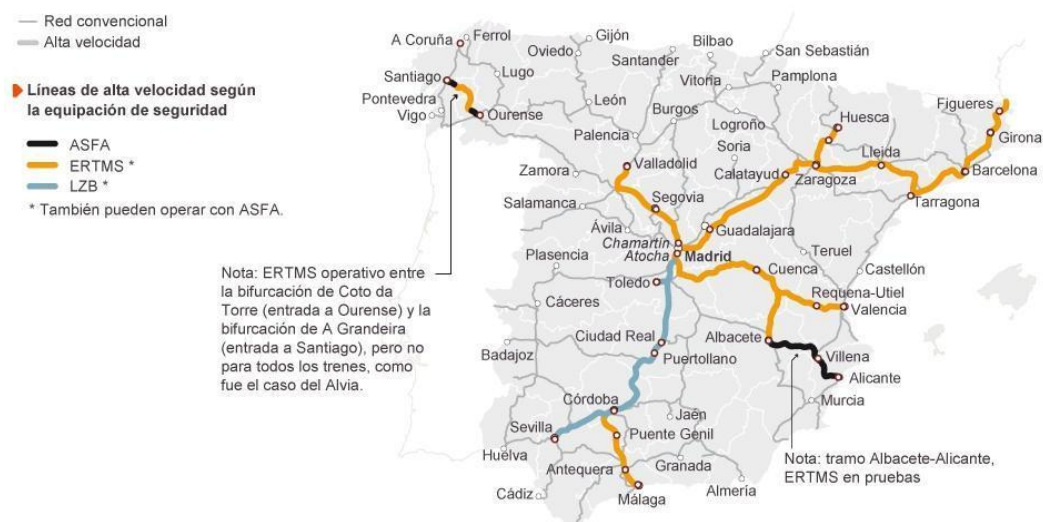 Red convencional
Alta velocidad
Líneas de alta velocidad según
la equipación de seguridad
ASFA
ERTMS *
LZB *
* También pueden operar con ASFA.
Nota: ERTMS operativo entre
la bifurcación de Coto da
Torre (entrada a Ourense) y la
bifurcación de A Grandeira
(entrada a Santiago), pero no
para todos los trenes, como
fue el caso del Alvia.
A Coruña
Ferrol
Gijón
Oviedo
Santander
Bilbao
San Sebastián
Santiago
Lugo
Vitoria
Pamplona
Pontevedra
Vigo
Ourense
León
Burgos
Logroño
Huesca
Figueres
Girona
Palencia
Soria
Lleida
Zamora
Valladolid
Calatayud
Zaragoza
Barcelona
Salamanca
Segovia
Tarragona
Ávila
Guadalajara
Chamartín
Atocha
Madrid
Teruel
Plasencia
Cuenca
Castellón
Toledo
Requena-Utiel
Valencia
Cáceres
Ciudad Real
Albacete
Badajoz
Puertollano
Villena
Alicante
Murcia
Córdoba
Jaén
Sevilla
Puente Genil
Huelva
Antequera
Granada
Cádiz
Málaga
Almería
Nota: tramo Albacete-Alicante,
ERTMS en pruebas